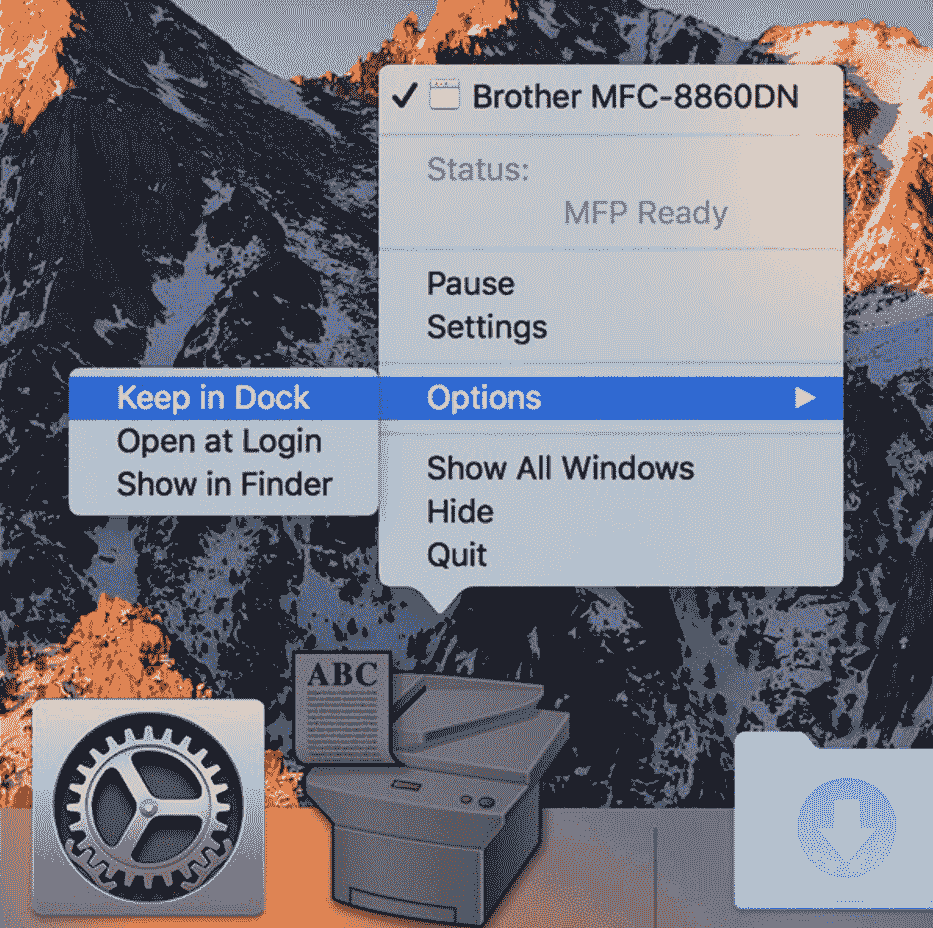 Brother MFC-8860DN
Status:
MFP Ready
Pause
Settings
Options
Keep in Dock
Open at Login
Show in Finder
Show All Windows
Hide
Quit
ABC